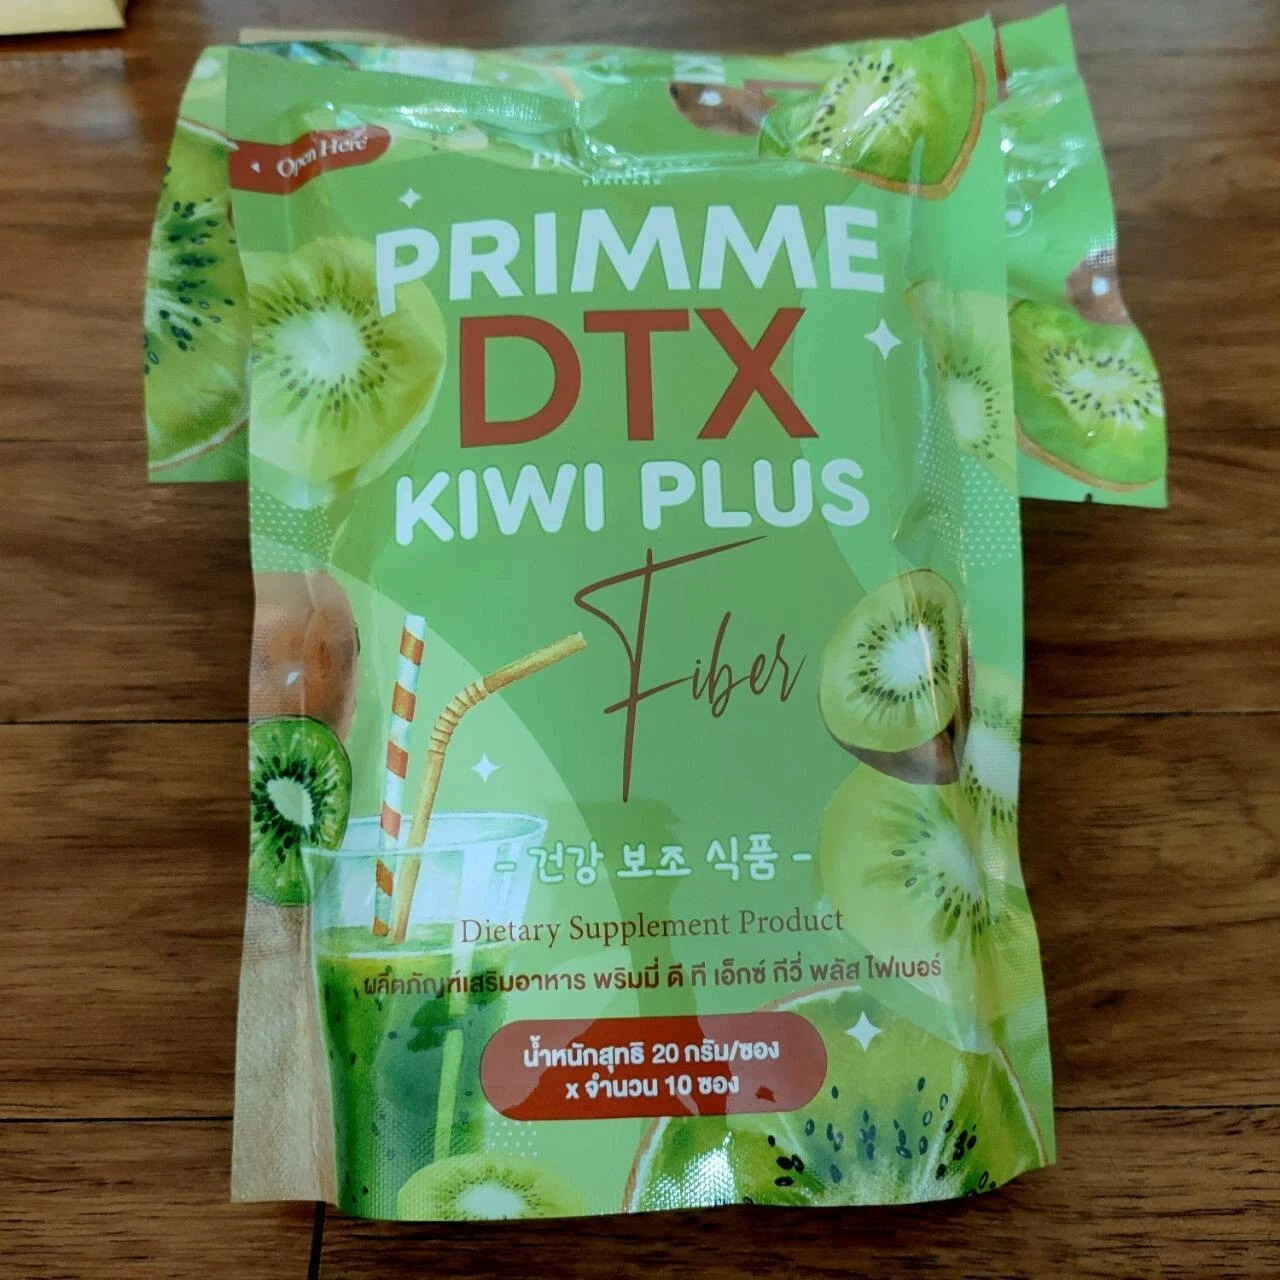 Open Here
THAILAND
PRIMME
DTX
KIWI PLUS
Fiber
- 건강 보조 식품 -
Dietary Supplement Product
ผลิตภัณฑ์เสริมอาหาร พริมมี่ ดี ที เอ็กซ์ กีวี่ พลัส ไฟเบอร์
น้ำหนักสุทธิ 20 กรัม/ซอง
x จำนวน 10 ซอง